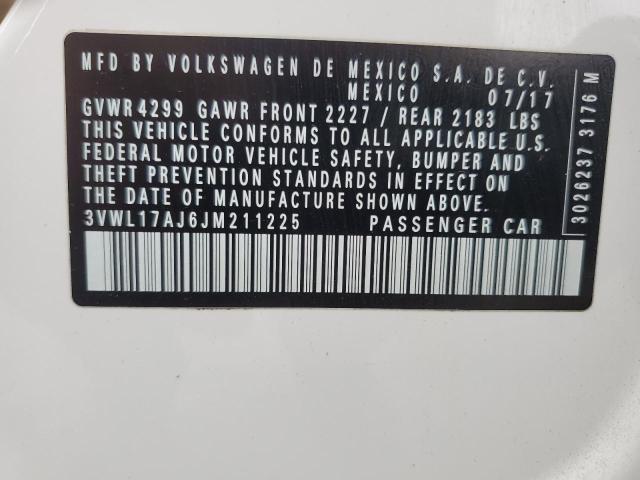 MFD BY VOLKSWAGEN DE MEXICO S.A. DE C.V.
MEXICO 07/17
GVWR 4299 GAWR FRONT 2227 / REAR 2183 LBS
THIS VEHICLE CONFORMS TO ALL APPLICABLE U.S.
FEDERAL MOTOR VEHICLE SAFETY, BUMPER AND
THEFT PREVENTION STANDARDS IN EFFECT ON
THE DATE OF MANUFACTURE SHOWN ABOVE.
3VWL17AJ6JM211225 PASSENGER CAR
3026237 3176 M